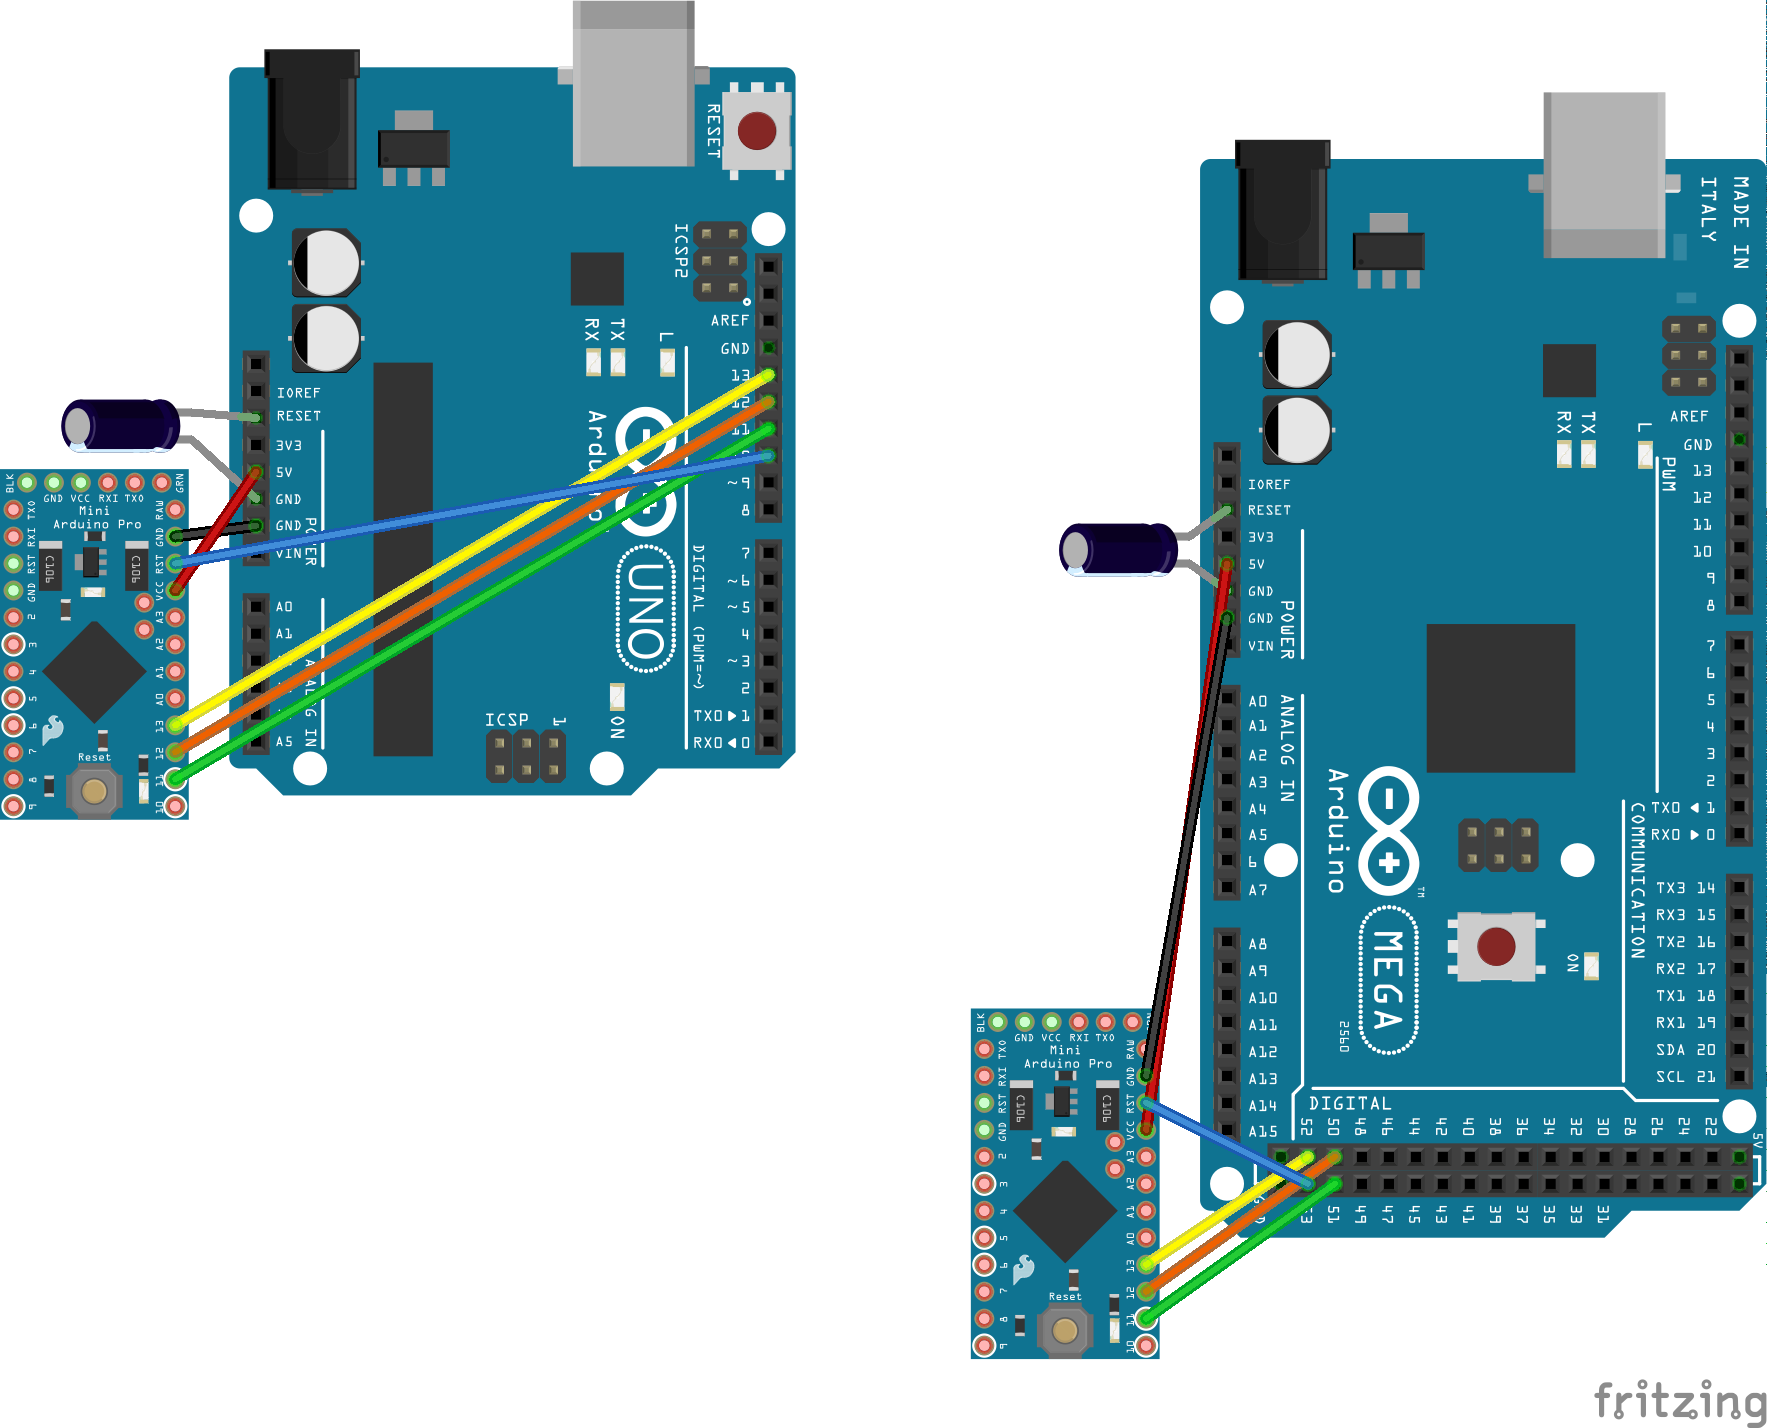 RESET
ICSP2
AREF
GND
13
12
11
~9
8
RX
TX
L
IOREF
RESET
3V3
5V
GND
GND
VIN
POWER
Arduino
UNO
DIGITAL (PWM=~)
7
~6
~5
4
~3
2
TX0▶1
RX0◀0
A0
A1
A5
ANALOG IN
ICSP
1
ON
BLK
GND
VCC
RXI
TXO
GRN
Mini
Arduino Pro
TXO
RXI
RST
GND
2
3
4
5
6
7
8
9
RAW
GND
RST
VCC
A3
A2
A1
A0
13
12
11
10
C106
C106
Reset
MADE IN
ITALY
AREF
GND
13
12
11
10
9
8
PWM
RX
TX
L
IOREF
RESET
3V3
5V
GND
GND
VIN
POWER
7
6
5
4
3
2
TX0◀1
RX0▶0
A0
A1
A2
A3
A4
A5
6
A7
ANALOG IN
Arduino
TM
MEGA
2560
COMMUNICATION
TX3 14
RX3 15
TX2 16
RX2 17
TX1 18
RX1 19
SDA 20
SCL 21
ON
A8
A9
A10
A11
A12
A13
A14
A15
DIGITAL
52
50
48
46
44
42
40
38
36
34
32
30
28
26
24
22
5V
51
49
47
45
43
41
39
37
35
33
31
BLK
GND
VCC
RXI
TXO
Mini
Arduino Pro
TXO
RXI
RST
GND
2
3
4
5
6
7
8
9
RAW
GND
RST
VCC
A3
A2
A1
A0
13
12
11
10
C106
C106
Reset
fritzing